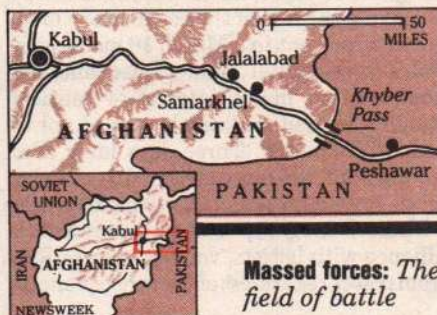 0 50
MILES
Kabul
Jalalabad
Samarkhel
Khyber
Pass
AFGHANISTAN
Peshawar
PAKISTAN
SOVIET
UNION
Kabul
IRAN
AFGHANISTAN
PAKISTAN
NEWSWEEK
Massed forces: The
field of battle